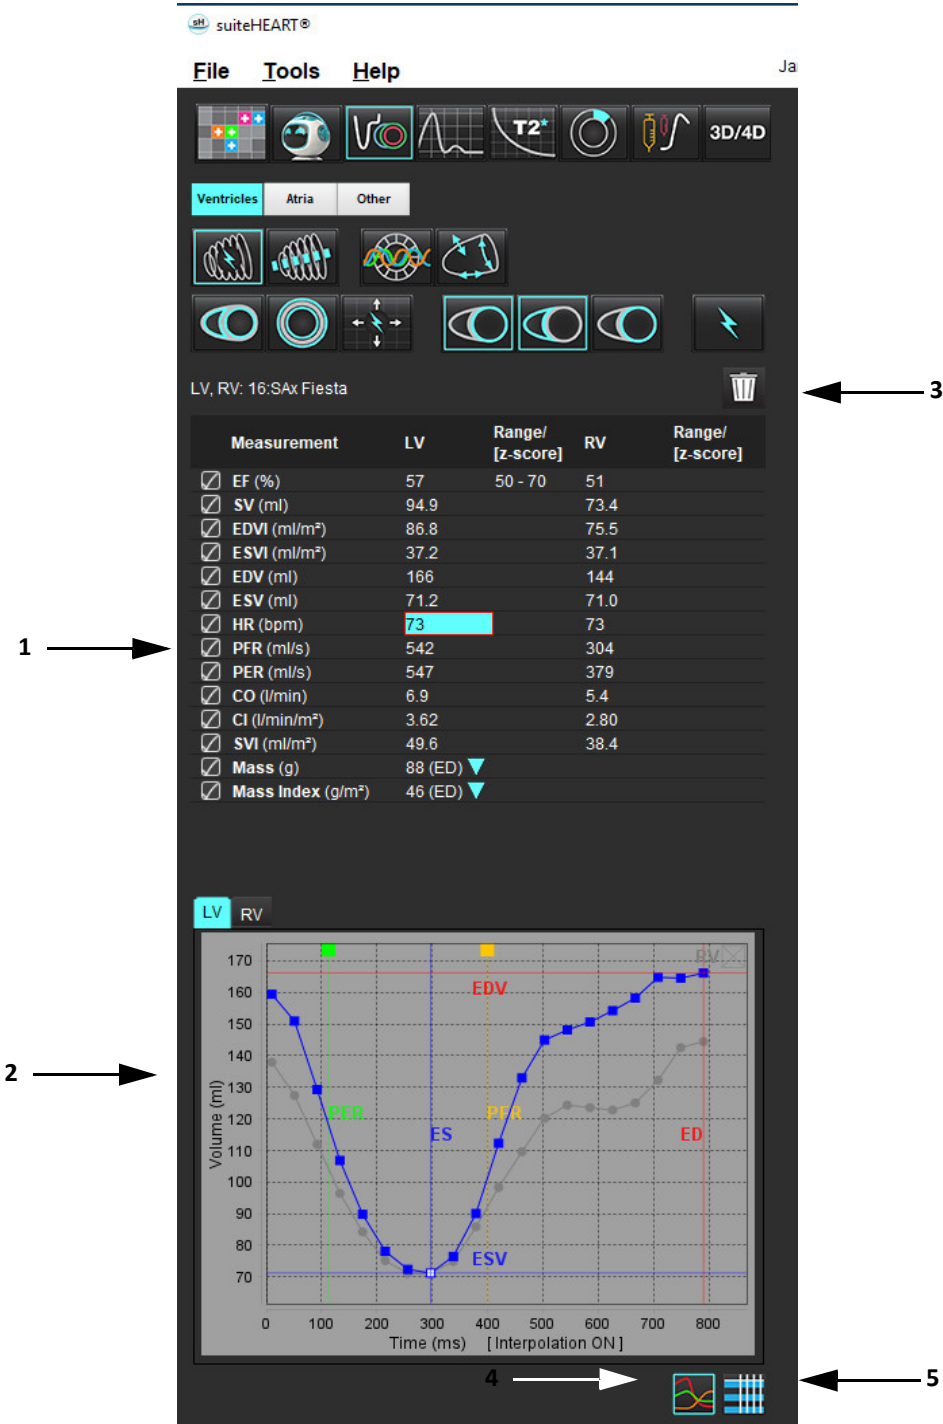 sH suiteHEART®
File Tools Help Ja
T2* 3D/4D
Ventricles Atria Other
LV, RV: 16:SAx Fiesta
3
Measurement LV Range/ [z-score] RV Range/ [z-score]
EF (%) 57 50 - 70 51
SV (ml) 94.9 73.4
EDVI (ml/m²) 86.8 75.5
ESVI (ml/m²) 37.2 37.1
EDV (ml) 166 144
ESV (ml) 71.2 71.0
HR (bpm) 73 73
1
PFR (ml/s) 542 304
PER (ml/s) 547 379
CO (l/min) 6.9 5.4
CI (l/min/m²) 3.62 2.80
SVI (ml/m²) 49.6 38.4
Mass (g) 88 (ED)
Mass Index (g/m²) 46 (ED)
LV RV
170 RV
160 EDV
150
140
2
130
120 PER PFR
110 ES ED
100
90
80 ESV
70
Volume (ml)
0 100 200 300 400 500 600 700 800
Time (ms) [ Interpolation ON ]
4 5